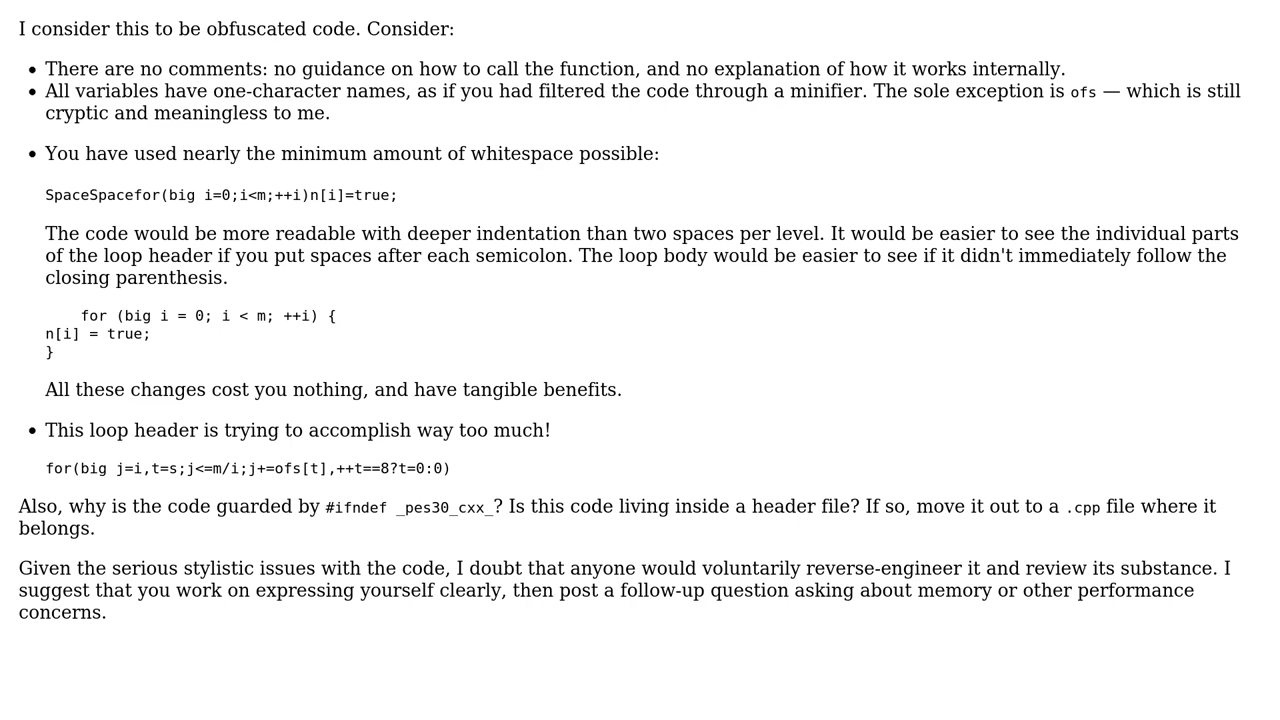 I consider this to be obfuscated code. Consider:
• There are no comments: no guidance on how to call the function, and no explanation of how it works internally.
• All variables have one-character names, as if you had filtered the code through a minifier. The sole exception is ofs — which is still
cryptic and meaningless to me.
• You have used nearly the minimum amount of whitespace possible:
SpaceSpacefor(big i=0;i<m;++i)n[i]=true;
The code would be more readable with deeper indentation than two spaces per level. It would be easier to see the individual parts
of the loop header if you put spaces after each semicolon. The loop body would be easier to see if it didn't immediately follow the
closing parenthesis.
    for (big i = 0; i < m; ++i) {
n[i] = true;
}
All these changes cost you nothing, and have tangible benefits.
• This loop header is trying to accomplish way too much!
for(big j=i,t=s;j<=m/i;j+=ofs[t],++t==8?t=0:0)
Also, why is the code guarded by #ifndef _pes30_cxx_? Is this code living inside a header file? If so, move it out to a .cpp file where it
belongs.
Given the serious stylistic issues with the code, I doubt that anyone would voluntarily reverse-engineer it and review its substance. I
suggest that you work on expressing yourself clearly, then post a follow-up question asking about memory or other performance
concerns.